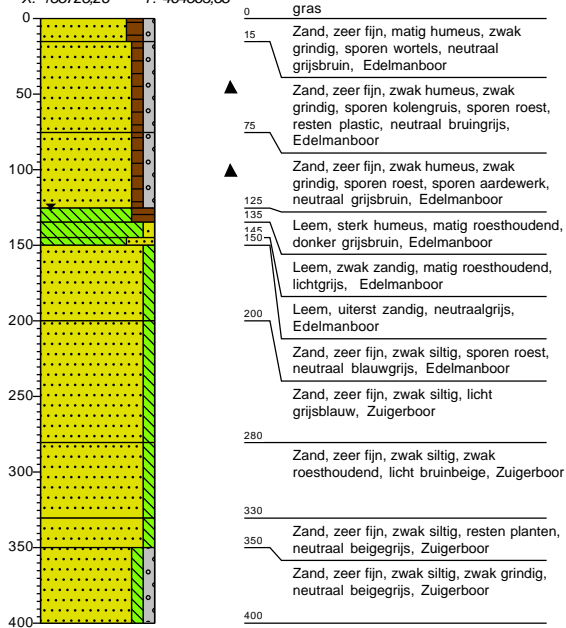 0
50
100
150
200
250
300
350
400
0
gras
15
Zand, zeer fijn, matig humeus, zwak
grindig, sporen wortels, neutraal
grijsbruin, Edelmanboor
Zand, zeer fijn, zwak humeus, zwak
grindig, sporen kolengruis, sporen roest,
resten plastic, neutraal bruingrijs,
Edelmanboor
75
Zand, zeer fijn, zwak humeus, zwak
grindig, sporen roest, sporen aardewerk,
neutraal grijsbruin, Edelmanboor
125
135
Leem, sterk humeus, matig roesthoudend,
donker grijsbruin, Edelmanboor
145
150
Leem, zwak zandig, matig roesthoudend,
lichtgrijs, Edelmanboor
Leem, uiterst zandig, neutraalgrijs,
Edelmanboor
200
Zand, zeer fijn, zwak siltig, sporen roest,
neutraal blauwgrijs, Edelmanboor
Zand, zeer fijn, zwak siltig, licht
grijsblauw, Zuigerboor
280
Zand, zeer fijn, zwak siltig, zwak
roesthoudend, licht bruinbeige, Zuigerboor
330
Zand, zeer fijn, zwak siltig, resten planten,
neutraal beigegrijs, Zuigerboor
350
Zand, zeer fijn, zwak siltig, zwak grindig,
neutraal beigegrijs, Zuigerboor
400